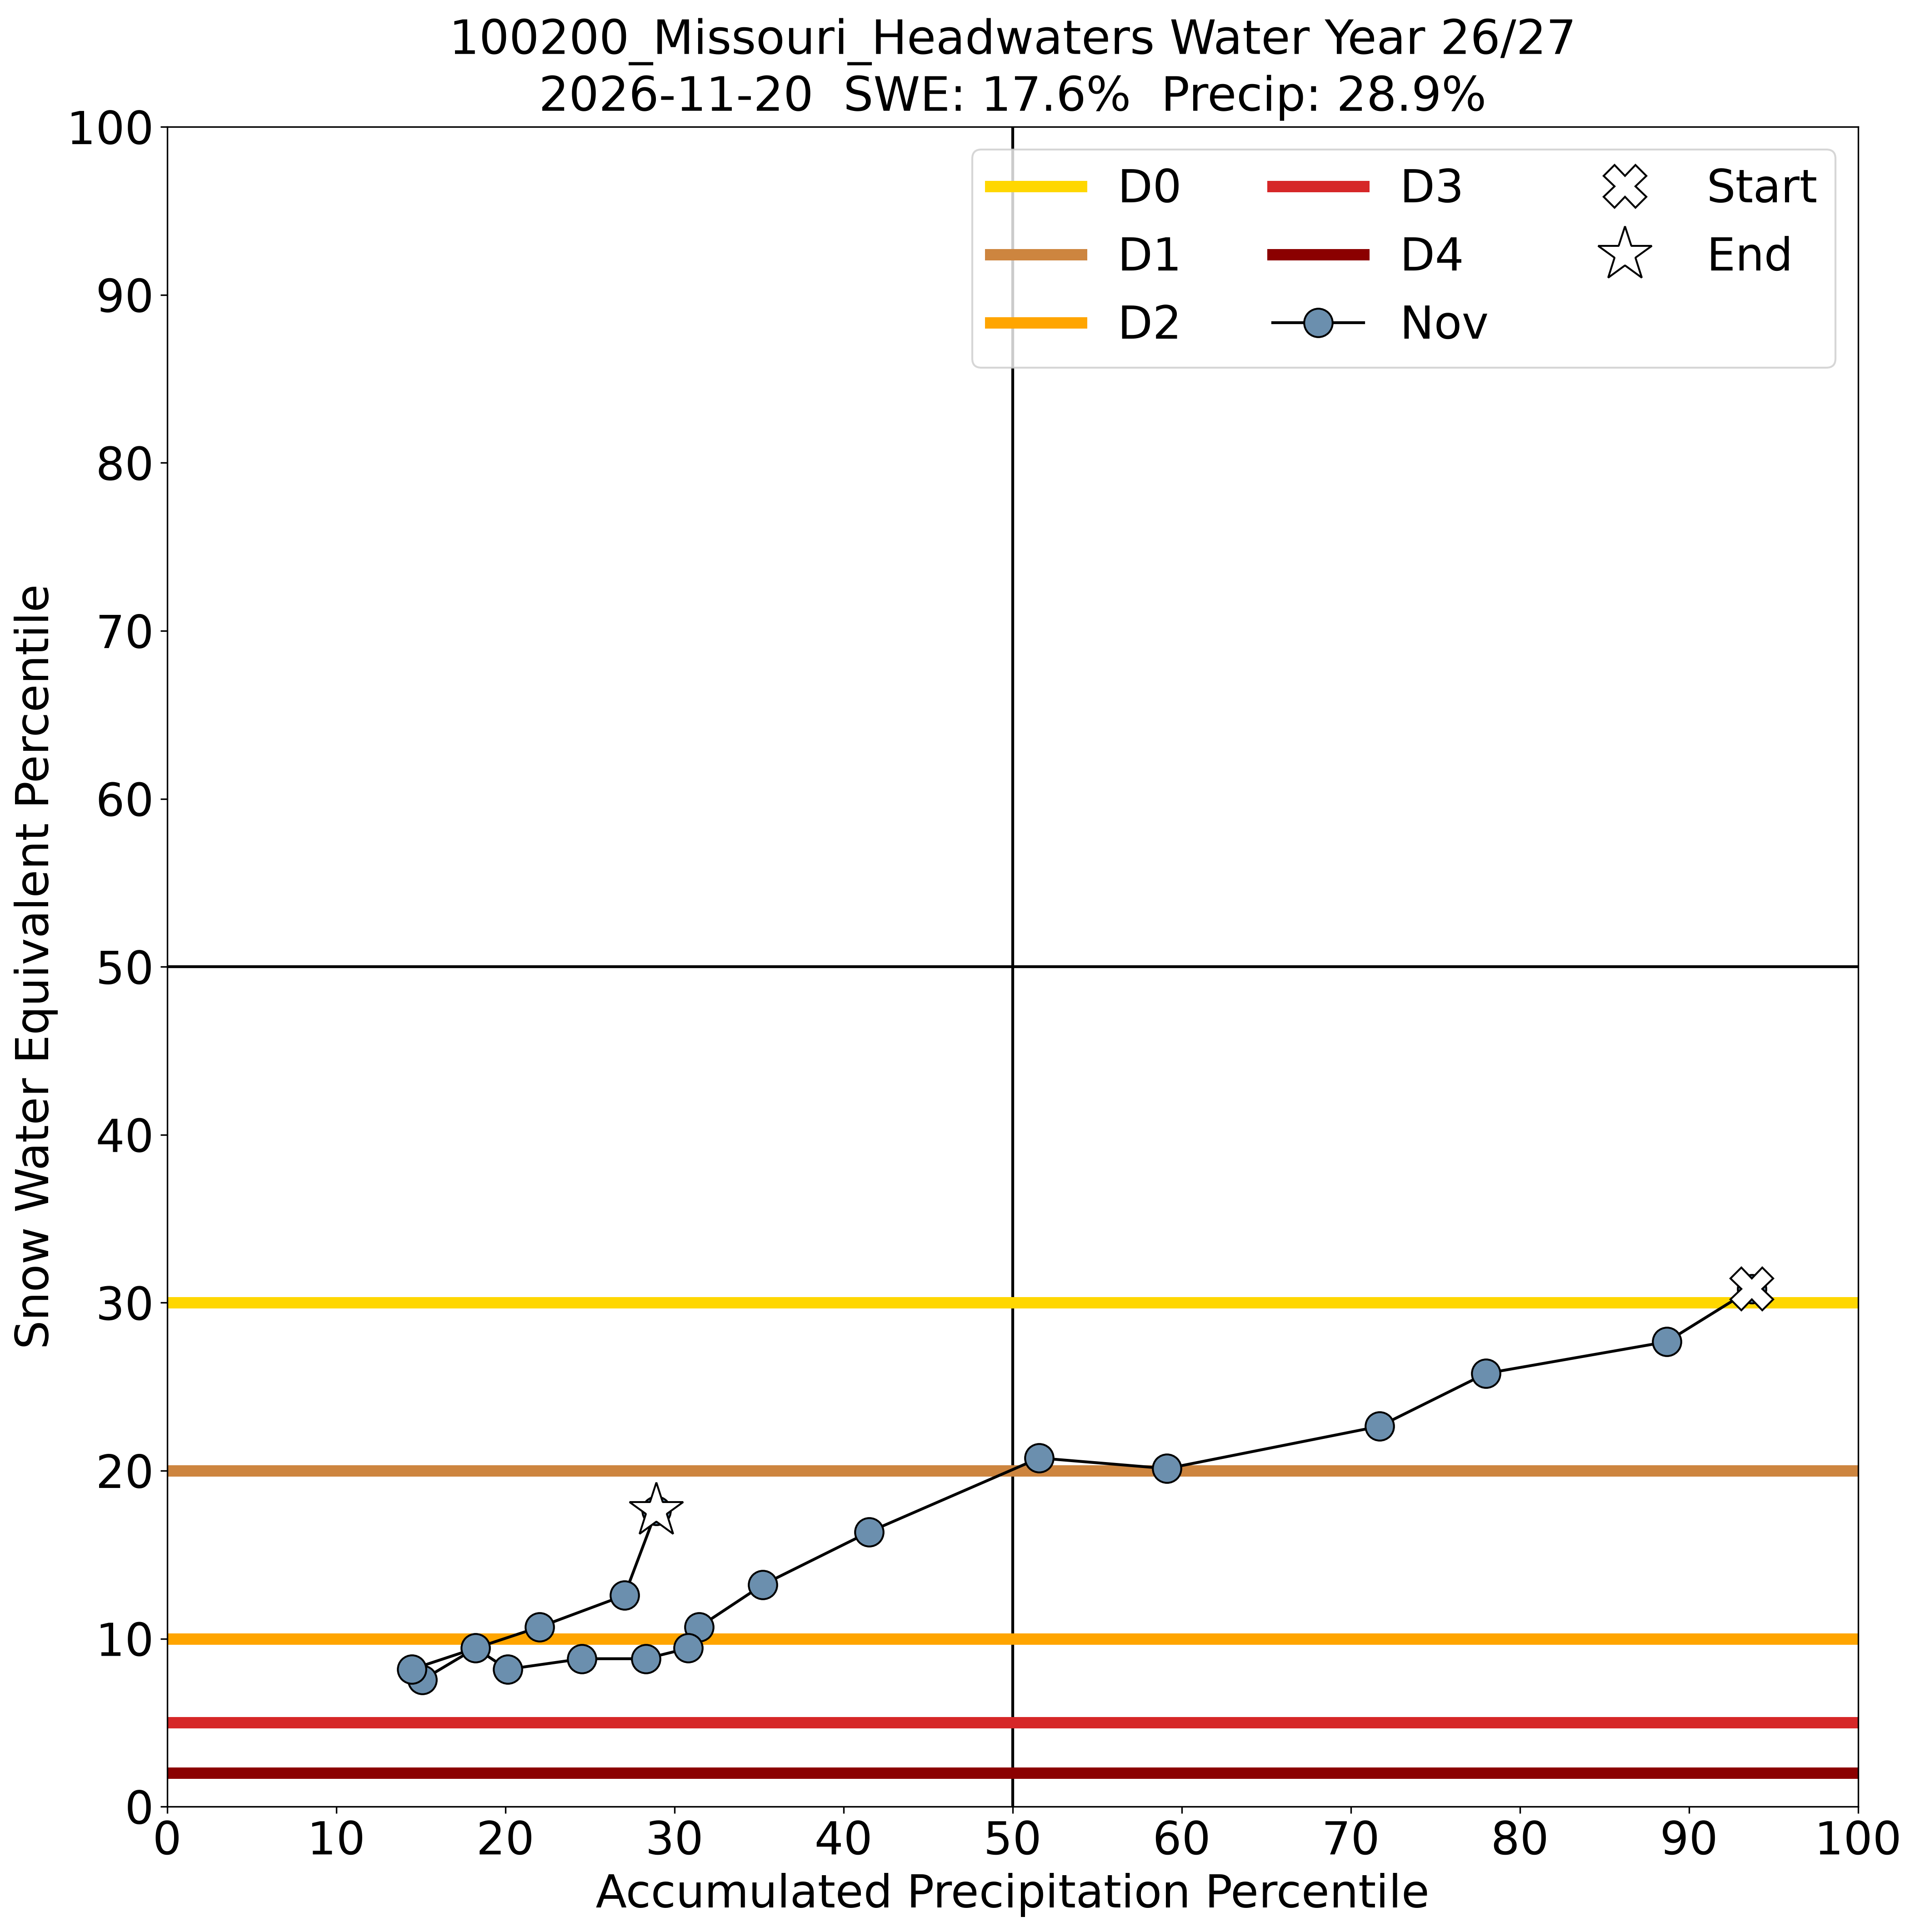 100200_Missouri_Headwaters Water Year 26/27
2026-11-20 SWE: 17.6% Precip: 28.9%
D0
D1
D2
D3
D4
Nov
Start
End
Snow Water Equivalent Percentile
100
90
80
70
60
50
40
30
20
10
0
0 10 20 30 40 50 60 70 80 90 100
Accumulated Precipitation Percentile